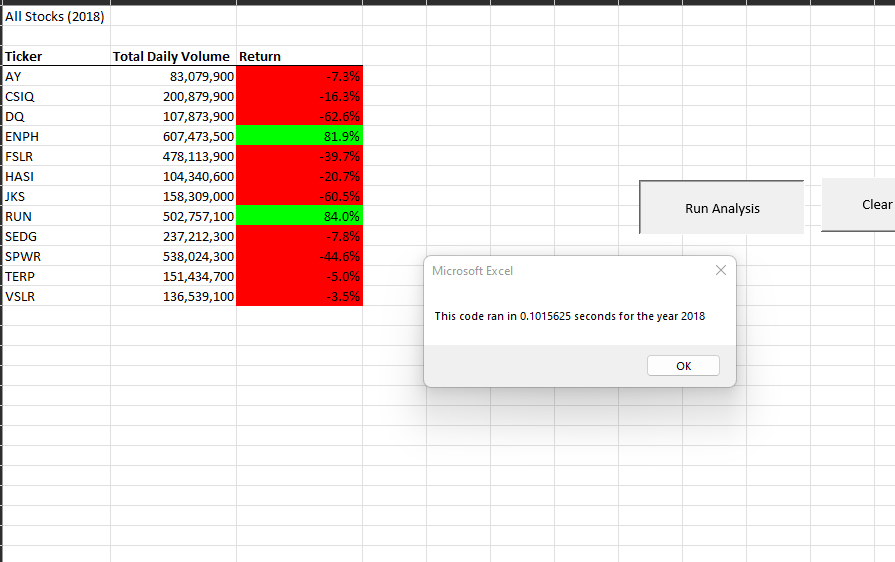 All Stocks (2018)
Ticker Total Daily Volume Return
AY 83,079,900 -7.3%
CSIQ 200,879,900 -16.3%
DQ 107,873,900 -62.6%
ENPH 607,473,500 81.9%
FSLR 478,113,900 -39.7%
HASI 104,340,600 -20.7%
JKS 158,309,000 -60.5%
RUN 502,757,100 84.0%
SEDG 237,212,300 -7.8%
SPWR 538,024,300 -44.6%
TERP 151,434,700 -5.0%
VSLR 136,539,100 -3.5%
Run Analysis
Clear
Microsoft Excel
This code ran in 0.1015625 seconds for the year 2018
OK